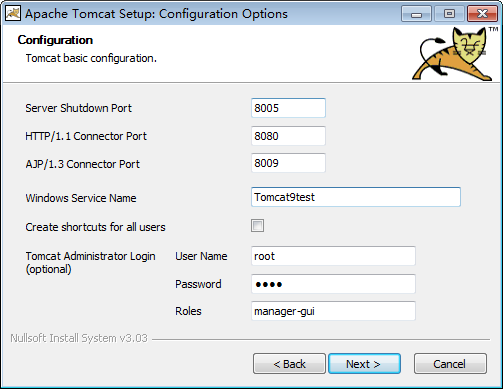 Apache Tomcat Setup: Configuration Options
Configuration
Tomcat basic configuration.
Server Shutdown Port 8005
HTTP/1.1 Connector Port 8080
AJP/1.3 Connector Port 8009
Windows Service Name Tomcat9test
Create shortcuts for all users
Tomcat Administrator Login User Name root
(optional)
Password ●●●●
Roles manager-gui
Nullsoft Install System v3.03
< Back Next > Cancel